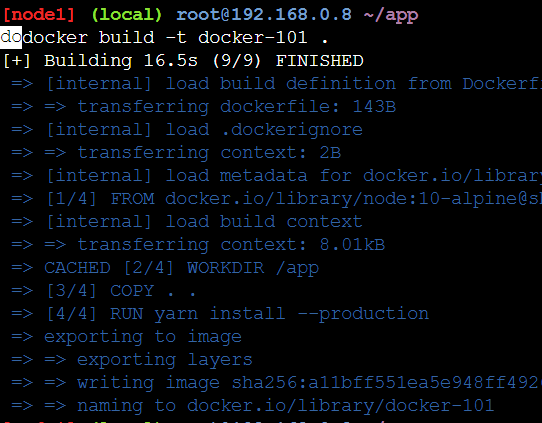 [node1] (local) root@192.168.0.8 ~/app
dodocker build -t docker-101 .
[+] Building 16.5s (9/9) FINISHED
=> [internal] load build definition from Dockerfi
=> => transferring dockerfile: 143B
=> [internal] load .dockerignore
=> => transferring context: 2B
=> [internal] load metadata for docker.io/library
=> [1/4] FROM docker.io/library/node:10-alpine@sh
=> [internal] load build context
=> => transferring context: 8.01kB
=> CACHED [2/4] WORKDIR /app
=> [3/4] COPY . .
=> [4/4] RUN yarn install --production
=> exporting to image
=> => exporting layers
=> => writing image sha256:a11bff551ea5e948ff492
=> => naming to docker.io/library/docker-101